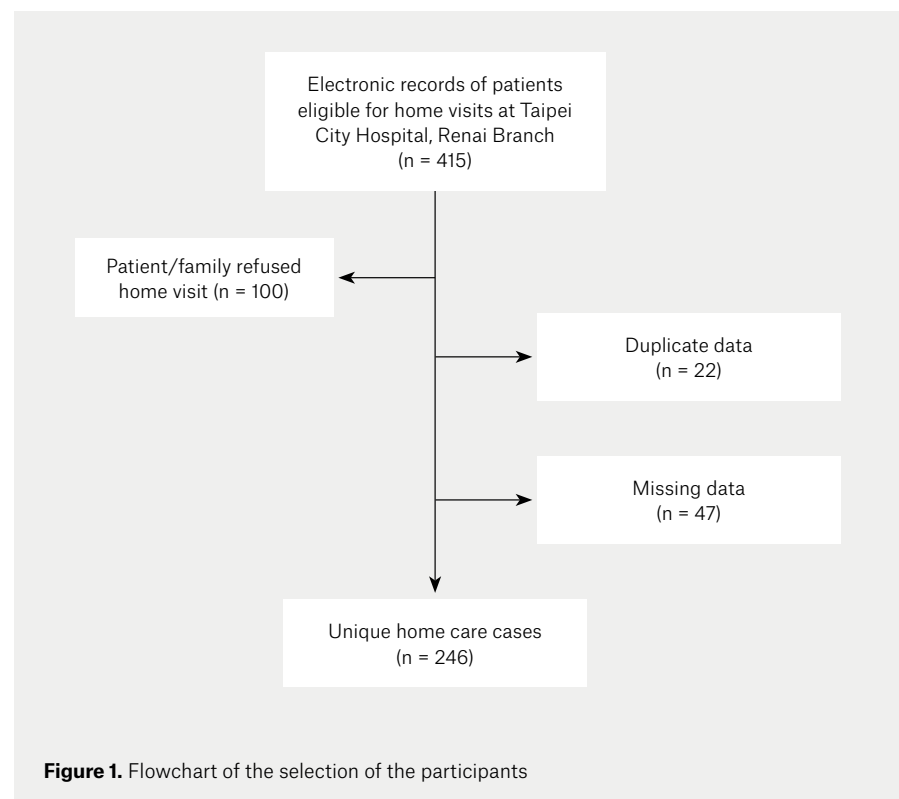 Electronic records of patients
eligible for home visits at Taipei
City Hospital, Renai Branch
(n = 415)
Patient/family refused
home visit (n = 100)
Duplicate data
(n = 22)
Missing data
(n = 47)
Unique home care cases
(n = 246)
Figure 1. Flowchart of the selection of the participants